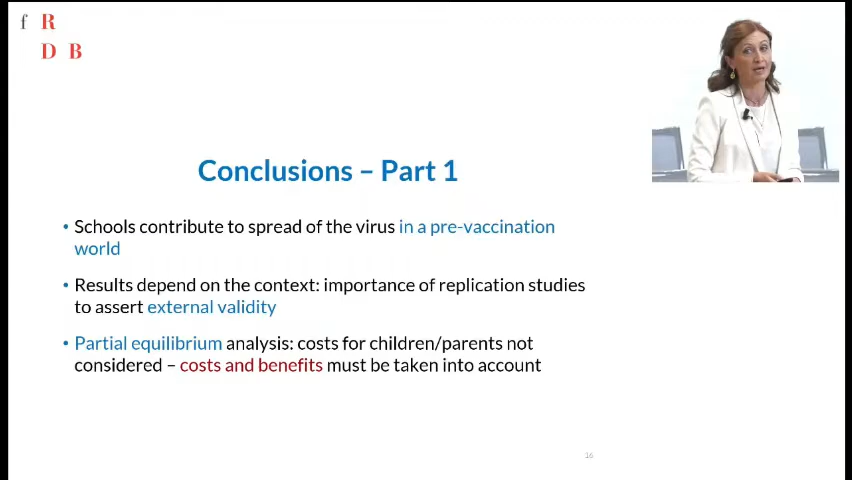 f R
D B
Conclusions – Part 1
• Schools contribute to spread of the virus in a pre-vaccination
world
• Results depend on the context: importance of replication studies
to assert external validity
• Partial equilibrium analysis: costs for children/parents not
considered – costs and benefits must be taken into account
16